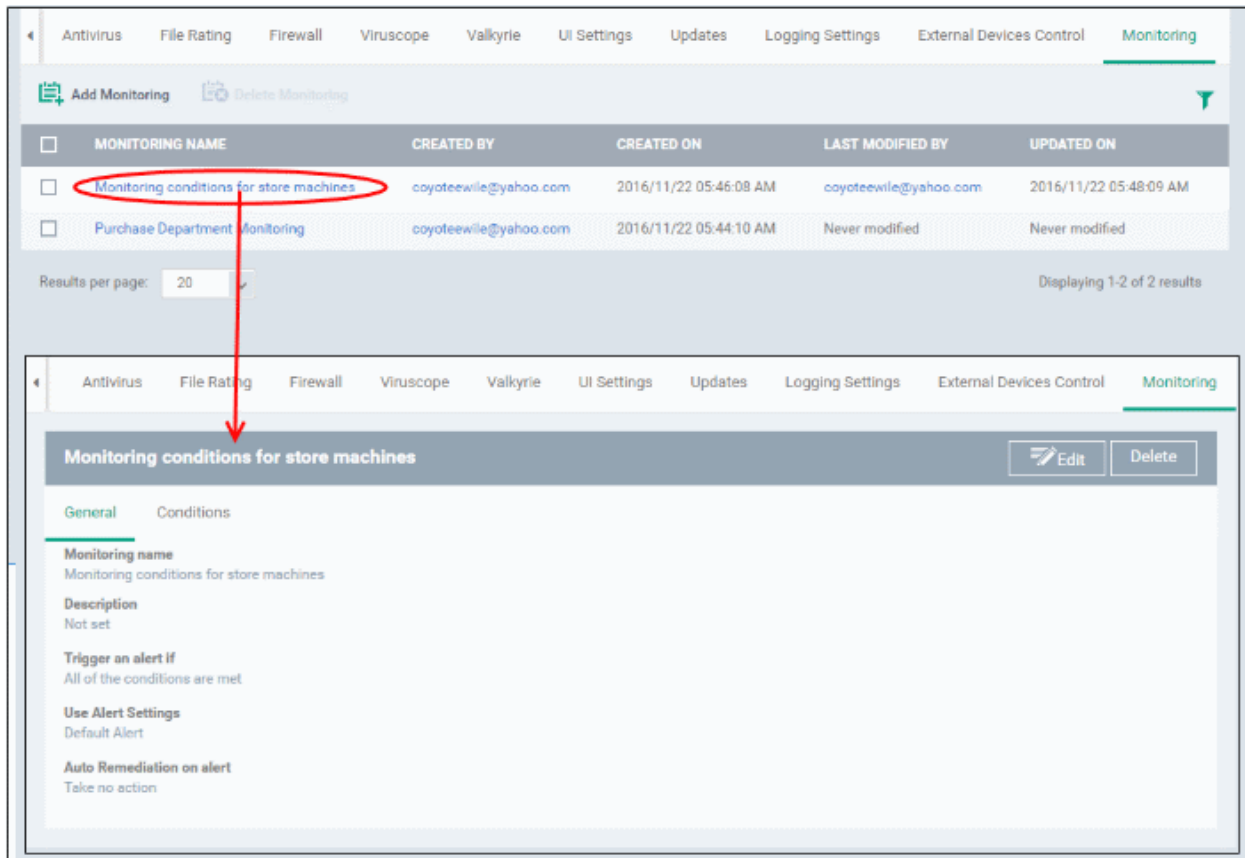 Antivirus File Rating Firewall Viruscope Valkyrie UI Settings Updates Logging Settings External Devices Control Monitoring
Add Monitoring Delete Monitoring
MONITORING NAME CREATED BY CREATED ON LAST MODIFIED BY UPDATED ON
Monitoring conditions for store machines coyoteewile@yahoo.com 2016/11/22 05:46:08 AM coyoteewile@yahoo.com 2016/11/22 05:48:09 AM
Purchase Department Monitoring coyoteewile@yahoo.com 2016/11/22 05:44:10 AM Never modified Never modified
Results per page: 20 Displaying 1-2 of 2 results
Antivirus File Rating Firewall Viruscope Valkyrie UI Settings Updates Logging Settings External Devices Control Monitoring
Monitoring conditions for store machines Edit Delete
General Conditions
Monitoring name
Monitoring conditions for store machines
Description
Not set
Trigger an alert if
All of the conditions are met
Use Alert Settings
Default Alert
Auto Remediation on alert
Take no action